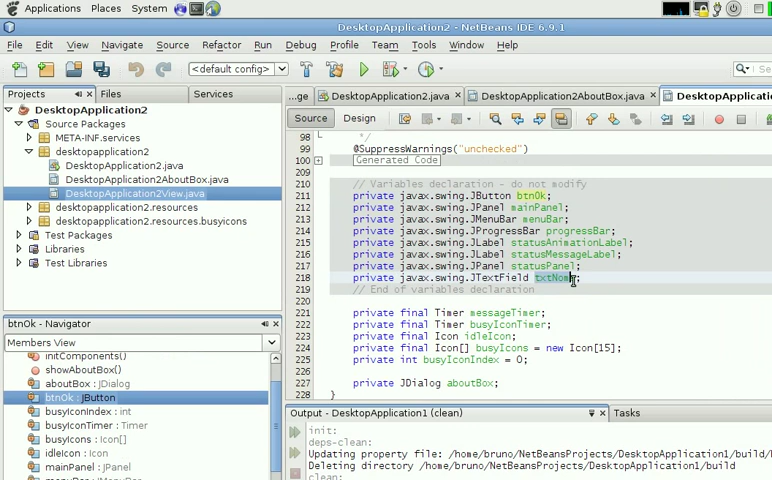 Applications Places System
DesktopApplication2 - NetBeans IDE 6.9.1
File Edit View Navigate Source Refactor Run Debug Profile Team Tools Window Help
<default config>
Projects Files Services
...ge DesktopApplication2.java DesktopApplication2AboutBox.java DesktopApplicatio
DesktopApplication2
Source Packages
META-INF.services
desktopapplication2
DesktopApplication2.java
DesktopApplication2AboutBox.java
DesktopApplication2View.java
desktopapplication2.resources
desktopapplication2.resources.busyicons
Test Packages
Libraries
Test Libraries
Source Design
98 */
99 @SuppressWarnings("unchecked")
100 Generated Code
209
210 // Variables declaration - do not modify
211 private javax.swing.JButton btnOk;
212 private javax.swing.JPanel mainPanel;
213 private javax.swing.JMenuBar menuBar;
214 private javax.swing.JProgressBar progressBar;
215 private javax.swing.JLabel statusAnimationLabel;
216 private javax.swing.JLabel statusMessageLabel;
217 private javax.swing.JPanel statusPanel;
218 private javax.swing.JTextField txtNome;
219 // End of variables declaration
220
221 private final Timer messageTimer;
222 private final Timer busyIconTimer;
223 private final Icon idleIcon;
224 private final Icon[] busyIcons = new Icon[15];
225 private int busyIconIndex = 0;
226
227 private JDialog aboutBox;
228 }
btnOk - Navigator
Members View
initComponents()
showAboutBox()
aboutBox : JDialog
btnOk : JButton
busyIconIndex : int
busyIconTimer : Timer
busyIcons : Icon[]
idleIcon : Icon
mainPanel : JPanel
Output - DesktopApplication1 (clean) Tasks
init:
deps-clean:
Updating property file: /home/bruno/NetBeansProjects/DesktopApplication1/build/b
Deleting directory /home/bruno/NetBeansProjects/DesktopApplication1/build
clean: